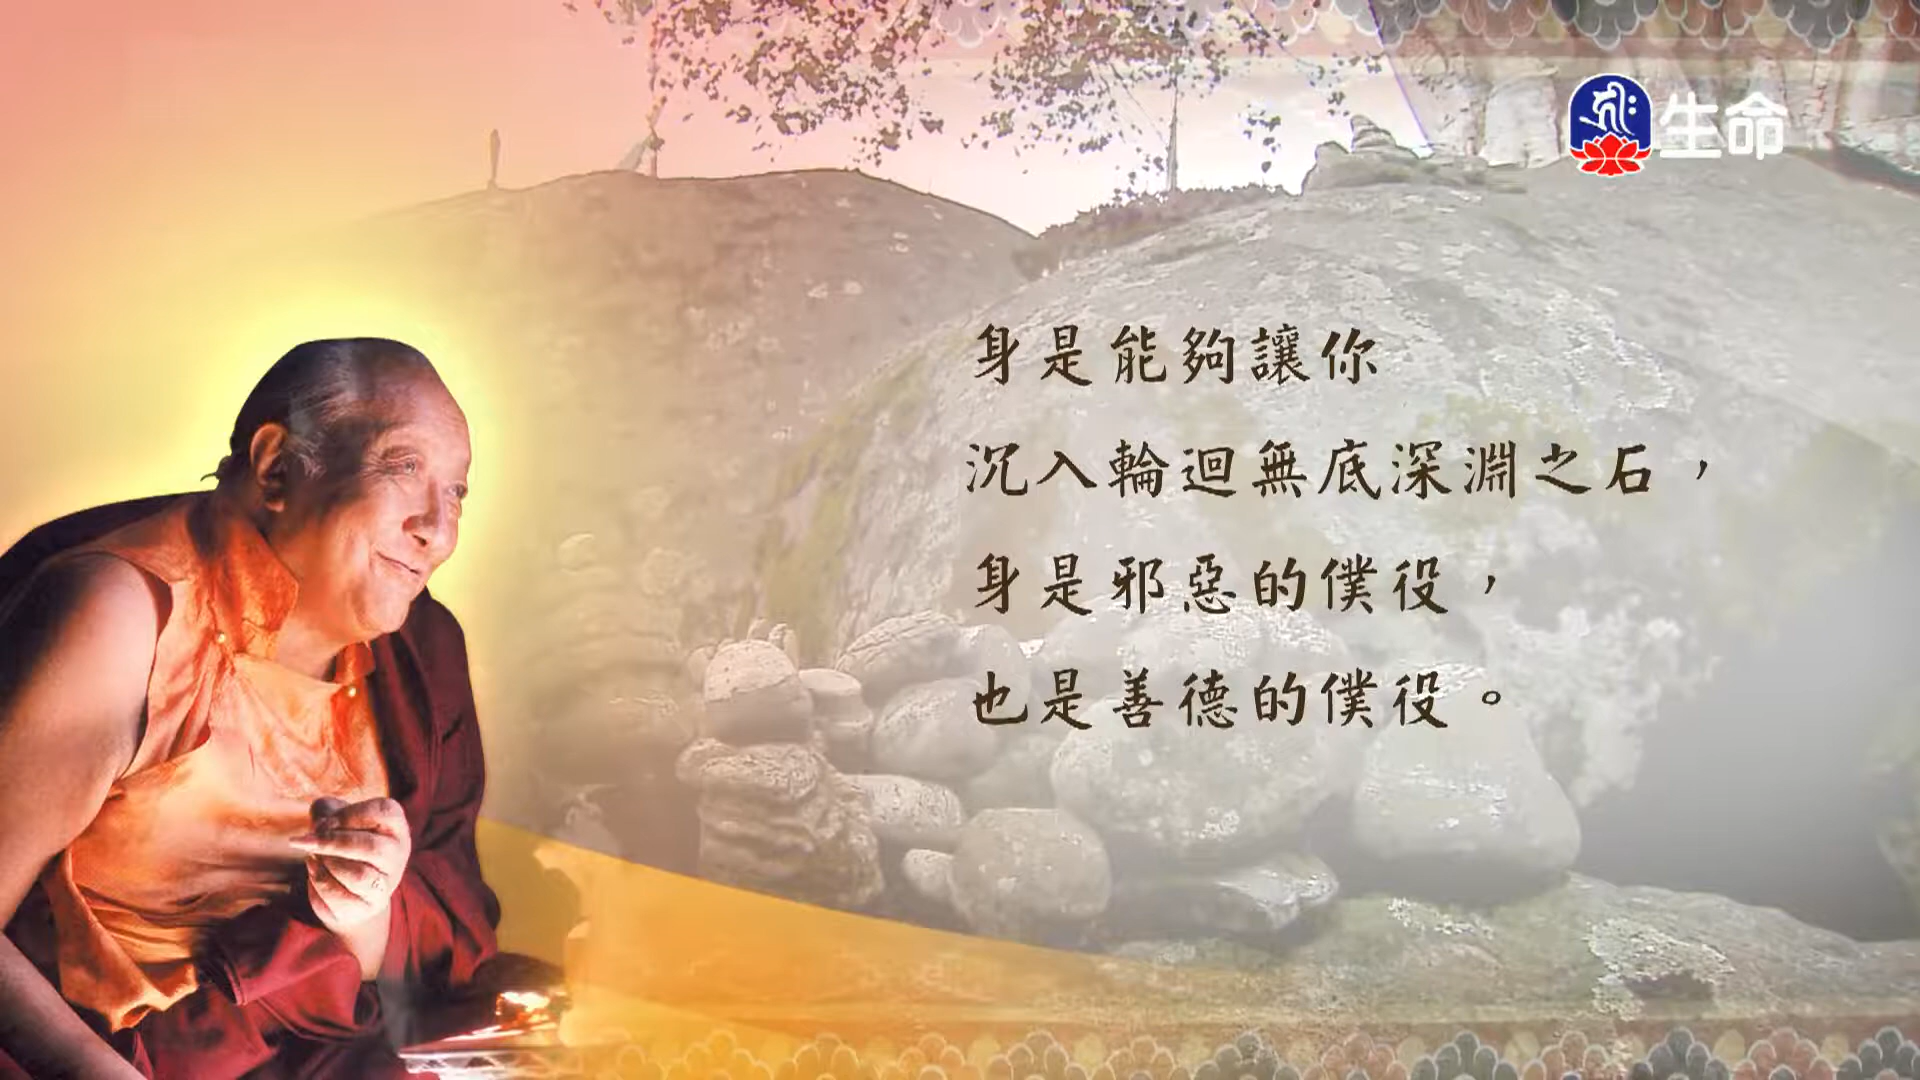 生命
身是能夠讓你
沉入輪迴無底深淵之石，
身是邪惡的僕役，
也是善德的僕役。